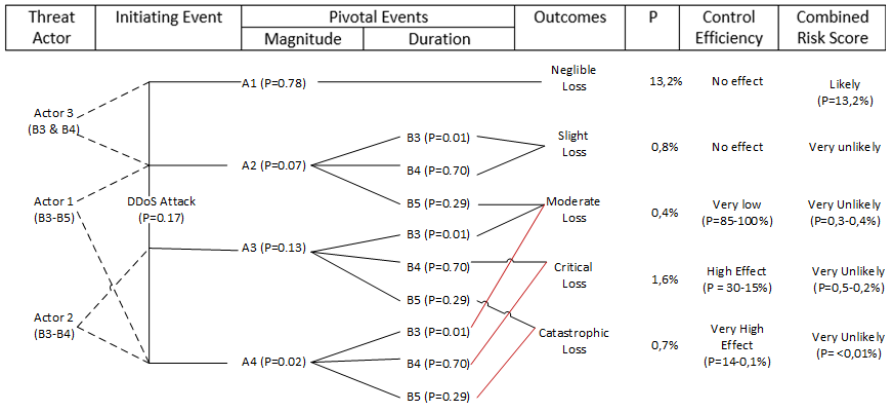 Threat
Actor
Initiating Event
Pivotal Events
Magnitude
Duration
Outcomes
P
Control
Efficiency
Combined
Risk Score
Actor 3
(B3 & B4)
Actor 1
(B3-B5)
Actor 2
(B3-B4)
DDoS Attack
(P=0.17)
A1 (P=0.78)
Neglible
Loss
13,2%
No effect
Likely
(P=13,2%)
A2 (P=0.07)
B3 (P=0.01)
B4 (P=0.70)
B5 (P=0.29)
Slight
Loss
0,8%
No effect
Very unlikely
A3 (P=0.13)
B3 (P=0.01)
B4 (P=0.70)
B5 (P=0.29)
Moderate
Loss
0,4%
Very low
(P=85-100%)
Very Unlikely
(P=0,3-0,4%)
Critical
Loss
1,6%
High Effect
(P = 30-15%)
Very Unlikely
(P=0,5-0,2%)
A4 (P=0.02)
B3 (P=0.01)
B4 (P=0.70)
B5 (P=0.29)
Catastrophic
Loss
0,7%
Very High
Effect
(P=14-0,1%)
Very Unlikely
(P= <0,01%)